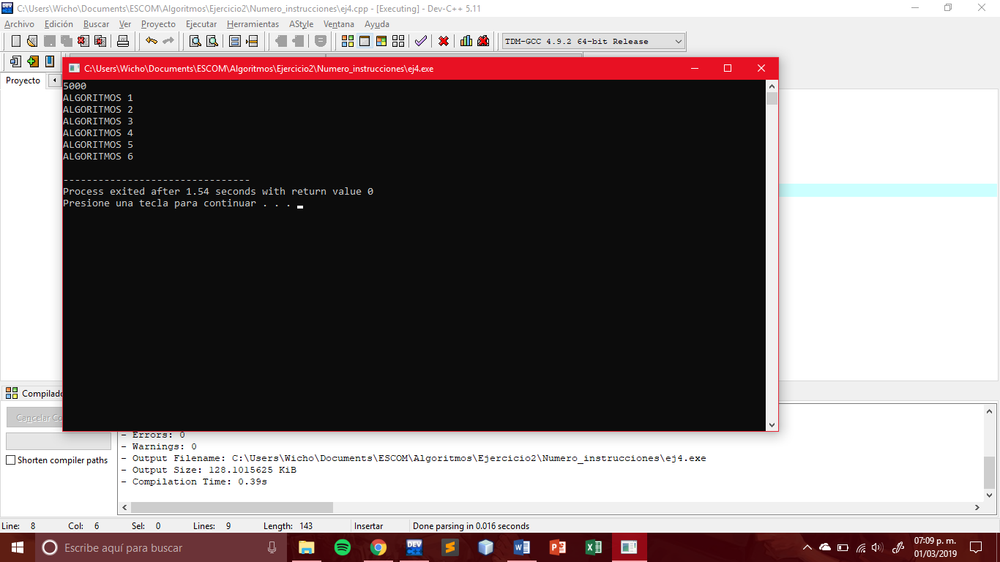 C:\Users\Wicho\Documents\ESCOM\Algoritmos\Ejercicio2\Numero_instrucciones\ej4.cpp - [Executing] - Dev-C++ 5.11
Archivo Edición Buscar Ver Proyecto Ejecutar Herramientas AStyle Ventana Ayuda
TDM-GCC 4.9.2 64-bit Release
Proyecto
C:\Users\Wicho\Documents\ESCOM\Algoritmos\Ejercicio2\Numero_instrucciones\ej4.exe
5000
ALGORITMOS 1
ALGORITMOS 2
ALGORITMOS 3
ALGORITMOS 4
ALGORITMOS 5
ALGORITMOS 6
--------------------------------
Process exited after 1.54 seconds with return value 0
Presione una tecla para continuar . . .
Compilado
Cancelar Co
Shorten compiler paths
- Errors: 0
- Warnings: 0
- Output Filename: C:\Users\Wicho\Documents\ESCOM\Algoritmos\Ejercicio2\Numero_instrucciones\ej4.exe
- Output Size: 128.1015625 KiB
- Compilation Time: 0.39s
Line: 8 Col: 6 Sel: 0 Lines: 9 Length: 143 Insertar Done parsing in 0.016 seconds
Escribe aquí para buscar
DEV
07:09 p. m.
01/03/2019